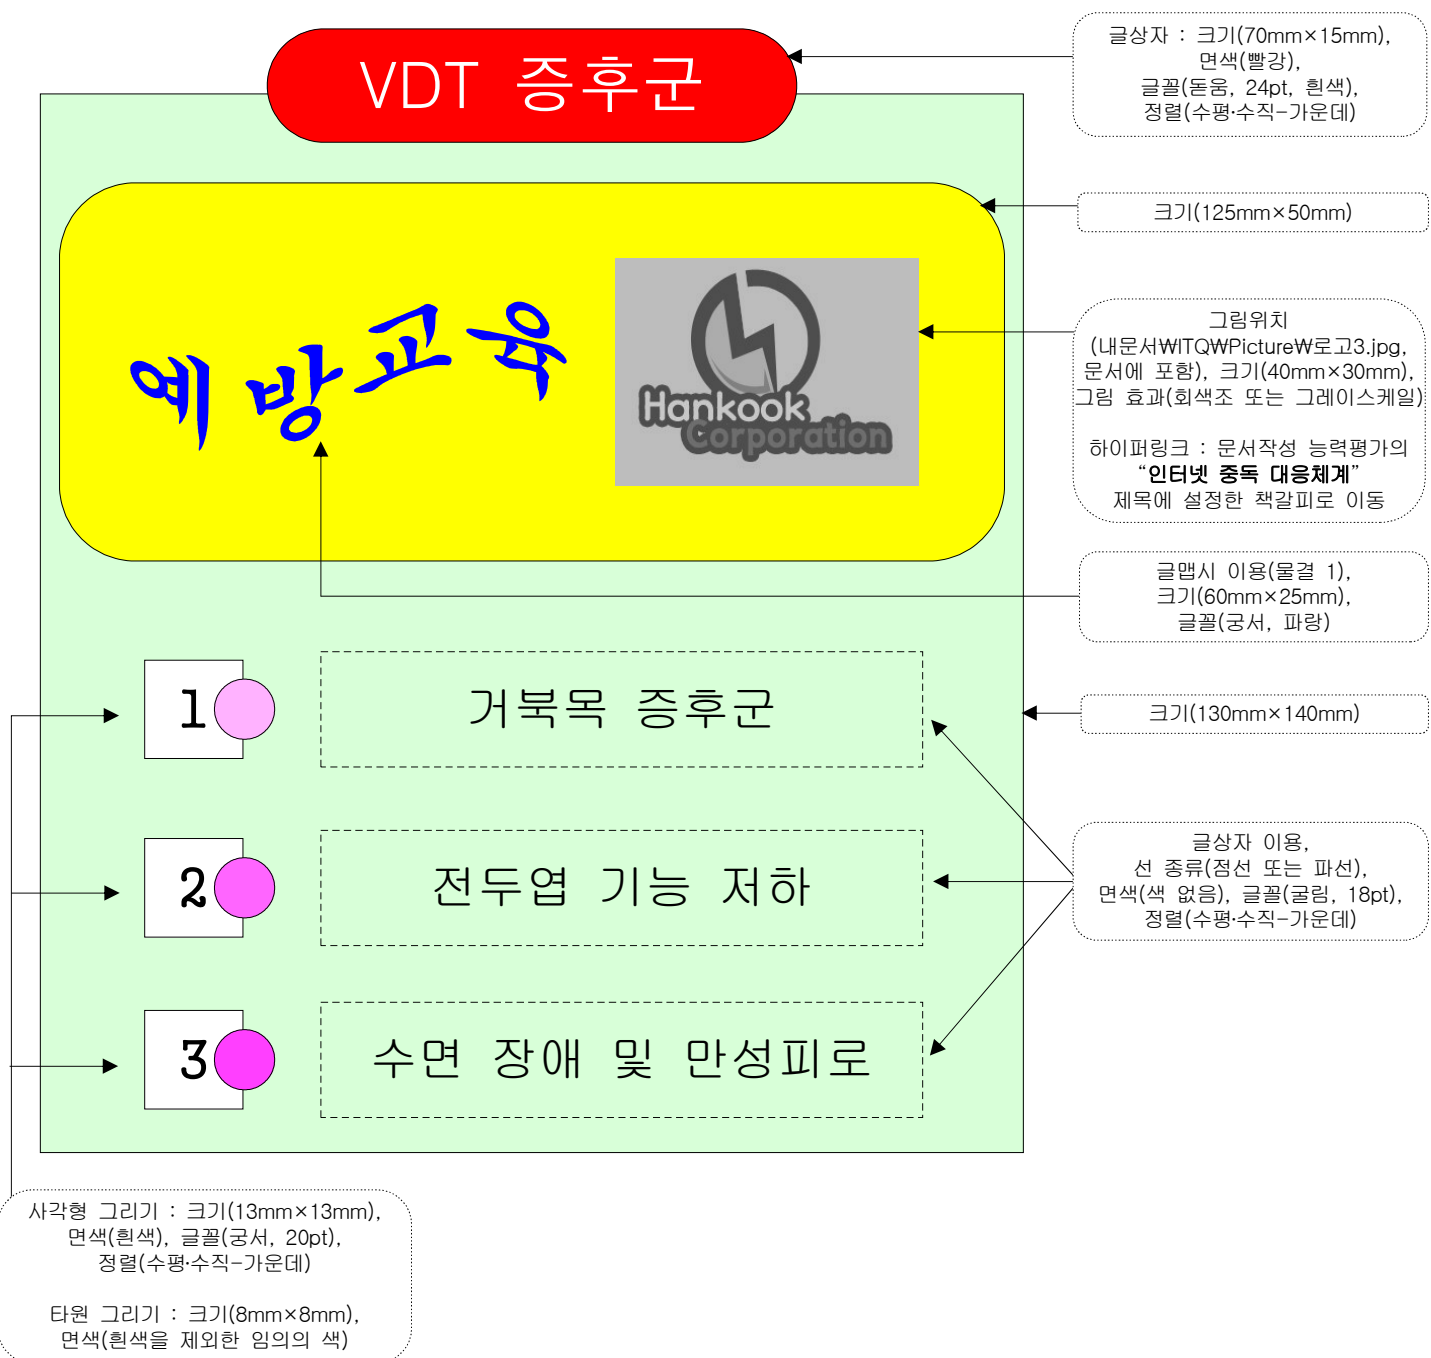 VDT 증후군
글상자 : 크기(70mm×15mm),
면색(빨강),
글꼴(돋움, 24pt, 흰색),
정렬(수평·수직-가운데)
크기(125mm×50mm)
예방교육
Hankook
Corporation
그림위치
(내문서₩ITQ₩Picture₩로고3.jpg,
문서에 포함), 크기(40mm×30mm),
그림 효과(회색조 또는 그레이스케일)
하이퍼링크 : 문서작성 능력평가의
“인터넷 중독 대응체계”
제목에 설정한 책갈피로 이동
글맵시 이용(물결 1),
크기(60mm×25mm),
글꼴(궁서, 파랑)
1
거북목 증후군
크기(130mm×140mm)
2
전두엽 기능 저하
글상자 이용,
선 종류(점선 또는 파선),
면색(색 없음), 글꼴(굴림, 18pt),
정렬(수평·수직-가운데)
3
수면 장애 및 만성피로
사각형 그리기 : 크기(13mm×13mm),
면색(흰색), 글꼴(궁서, 20pt),
정렬(수평·수직-가운데)
타원 그리기 : 크기(8mm×8mm),
면색(흰색을 제외한 임의의 색)